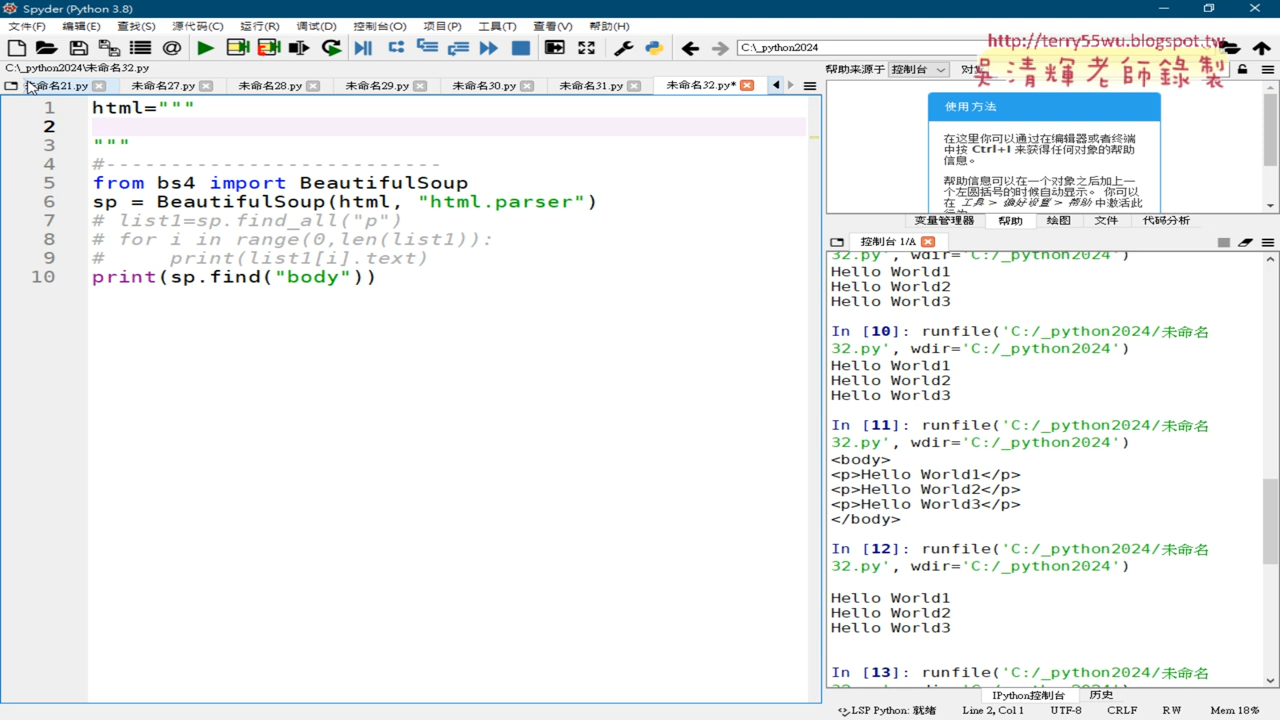 Spyder (Python 3.8)
文件(F) 编辑(E) 查找(S) 源代码(C) 运行(R) 调试(D) 控制台(O) 项目(P) 工具(T) 查看(V) 帮助(H)
C:\_python2024
http://terry55wu.blogspot.tw
吳清輝老師錄製
C:\_python2024\未命名32.py
未命名21.py 未命名27.py 未命名28.py 未命名29.py 未命名30.py 未命名31.py 未命名32.py*
帮助来源于 控制台 对象
1 html="""
2
3 """
4 #---------------------------
5 from bs4 import BeautifulSoup
6 sp = BeautifulSoup(html, "html.parser")
7 # list1=sp.find_all("p")
8 # for i in range(0,len(list1)):
9 #     print(list1[i].text)
10 print(sp.find("body"))
使用方法
在这里你可以通过在编辑器或者终端
中按 Ctrl+I 来获得任何对象的帮助
信息。
帮助信息可以在一个对象之后加上一
个左圆括号的时候自动显示。 你可以
在 工具 > 偏好设置 > 帮助 中激活此
变量管理器 帮助 绘图 文件 代码分析
控制台 1/A
32.py', wdir='C:/_python2024')
Hello World1
Hello World2
Hello World3
In [10]: runfile('C:/_python2024/未命名
32.py', wdir='C:/_python2024')
Hello World1
Hello World2
Hello World3
In [11]: runfile('C:/_python2024/未命名
32.py', wdir='C:/_python2024')
<body>
<p>Hello World1</p>
<p>Hello World2</p>
<p>Hello World3</p>
</body>
In [12]: runfile('C:/_python2024/未命名
32.py', wdir='C:/_python2024')
Hello World1
Hello World2
Hello World3
In [13]: runfile('C:/_python2024/未命名
IPython控制台 历史
LSP Python: 就绪 Line 2, Col 1 UTF-8 CRLF RW Mem 18%